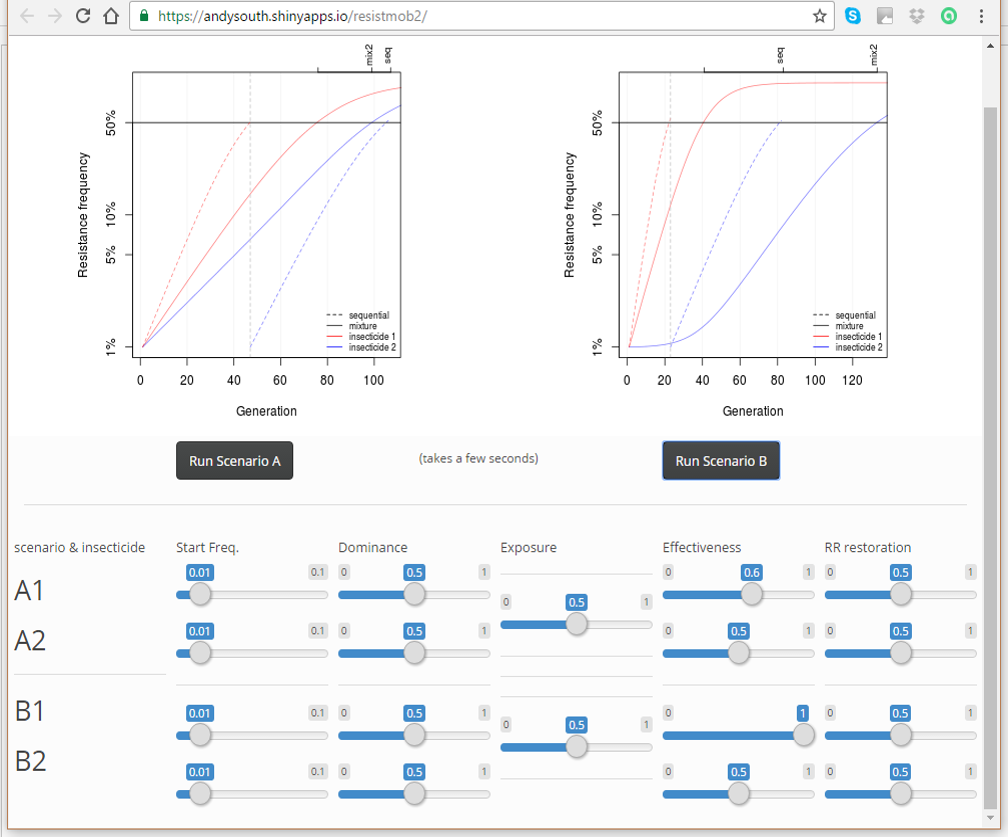 https://andysouth.shinyapps.io/resistmob2/
mix2
seq
seq
mix2
Resistance frequency
50%
10%
5%
1%
sequential
mixture
insecticide 1
insecticide 2
0 20 40 60 80 100
Generation
Resistance frequency
50%
10%
5%
1%
sequential
mixture
insecticide 1
insecticide 2
0 20 40 60 80 100 120
Generation
Run Scenario A
(takes a few seconds)
Run Scenario B
scenario & insecticide Start Freq. Dominance Exposure Effectiveness RR restoration
A1
0.01 0.1 0 0.5 1 0 0.6 1 0 0.5 1
0 0.5 1
A2
0.01 0.1 0 0.5 1 0 0.5 1 0 0.5 1
B1
0.01 0.1 0 0.5 1 0 1 0 0.5 1
0 0.5 1
B2
0.01 0.1 0 0.5 1 0 0.5 1 0 0.5 1